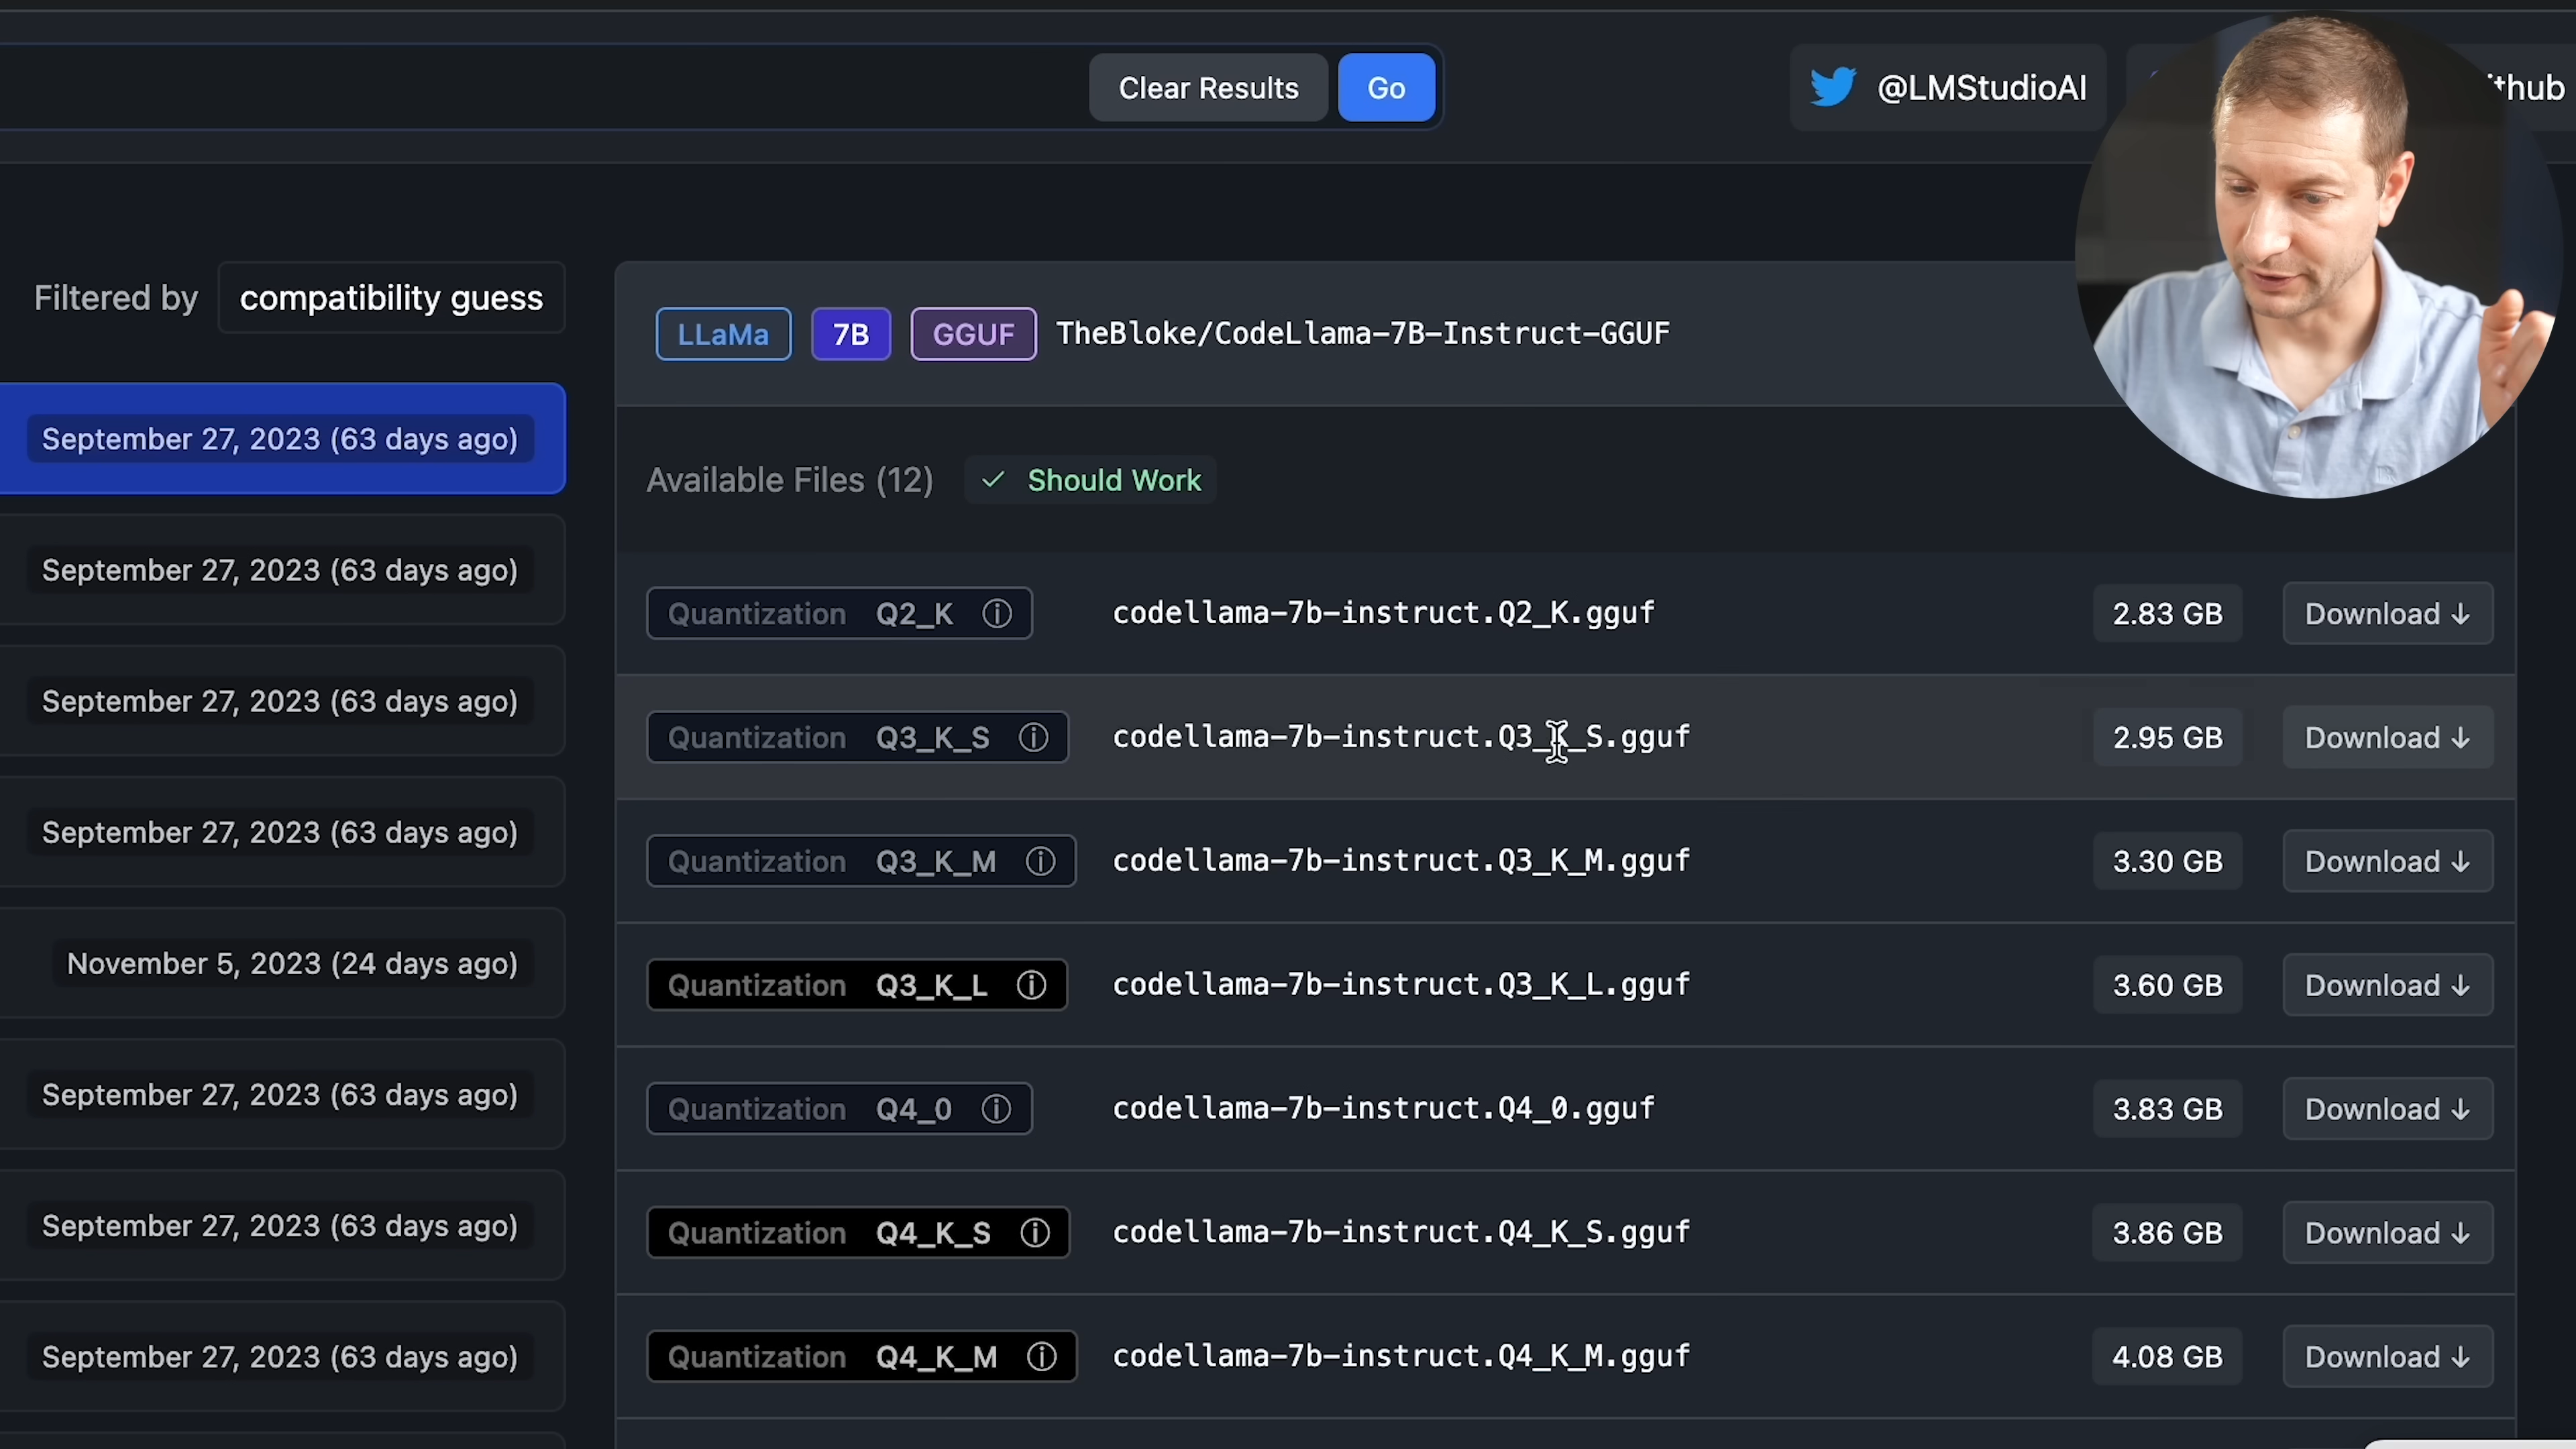 Clear Results
Go
@LMStudioAI
thub
Filtered by
compatibility guess
September 27, 2023 (63 days ago)
September 27, 2023 (63 days ago)
September 27, 2023 (63 days ago)
September 27, 2023 (63 days ago)
November 5, 2023 (24 days ago)
September 27, 2023 (63 days ago)
September 27, 2023 (63 days ago)
September 27, 2023 (63 days ago)
LLaMa 7B GGUF TheBloke/CodeLlama-7B-Instruct-GGUF
Available Files (12) ✓ Should Work
Quantization Q2_K ⓘ codellama-7b-instruct.Q2_K.gguf 2.83 GB Download ↓
Quantization Q3_K_S ⓘ codellama-7b-instruct.Q3_K_S.gguf 2.95 GB Download ↓
Quantization Q3_K_M ⓘ codellama-7b-instruct.Q3_K_M.gguf 3.30 GB Download ↓
Quantization Q3_K_L ⓘ codellama-7b-instruct.Q3_K_L.gguf 3.60 GB Download ↓
Quantization Q4_0 ⓘ codellama-7b-instruct.Q4_0.gguf 3.83 GB Download ↓
Quantization Q4_K_S ⓘ codellama-7b-instruct.Q4_K_S.gguf 3.86 GB Download ↓
Quantization Q4_K_M ⓘ codellama-7b-instruct.Q4_K_M.gguf 4.08 GB Download ↓